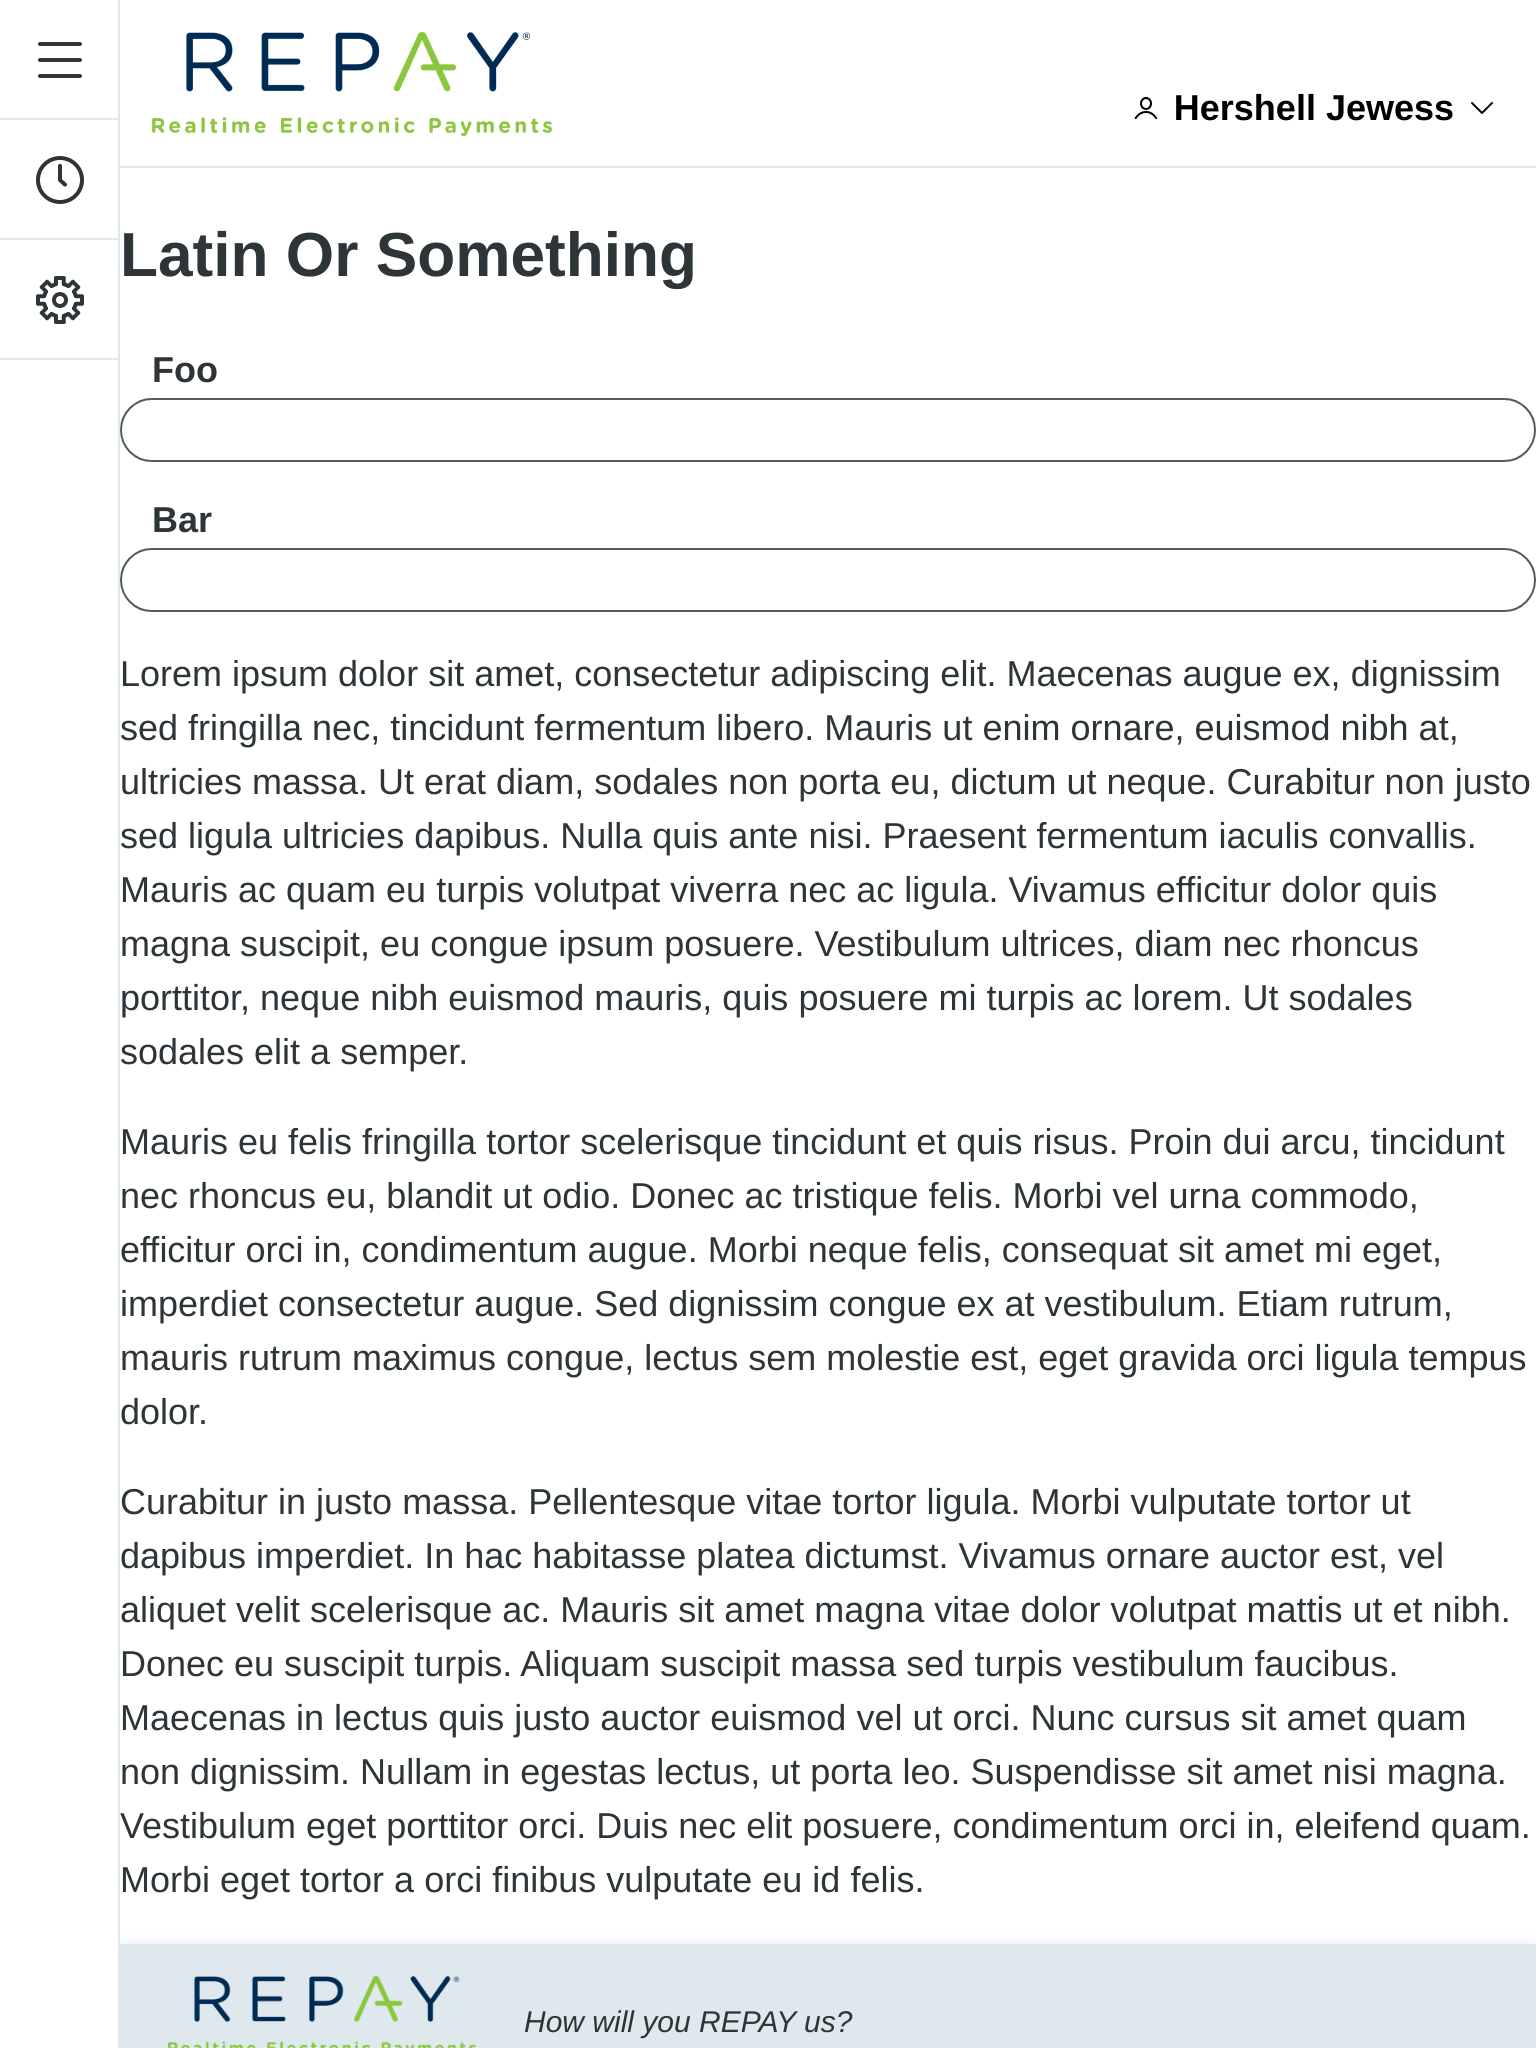 REPAY®
Realtime Electronic Payments
Hershell Jewess
Latin Or Something
Foo
Bar
Lorem ipsum dolor sit amet, consectetur adipiscing elit. Maecenas augue ex, dignissim
sed fringilla nec, tincidunt fermentum libero. Mauris ut enim ornare, euismod nibh at,
ultricies massa. Ut erat diam, sodales non porta eu, dictum ut neque. Curabitur non justo
sed ligula ultricies dapibus. Nulla quis ante nisi. Praesent fermentum iaculis convallis.
Mauris ac quam eu turpis volutpat viverra nec ac ligula. Vivamus efficitur dolor quis
magna suscipit, eu congue ipsum posuere. Vestibulum ultrices, diam nec rhoncus
porttitor, neque nibh euismod mauris, quis posuere mi turpis ac lorem. Ut sodales
sodales elit a semper.
Mauris eu felis fringilla tortor scelerisque tincidunt et quis risus. Proin dui arcu, tincidunt
nec rhoncus eu, blandit ut odio. Donec ac tristique felis. Morbi vel urna commodo,
efficitur orci in, condimentum augue. Morbi neque felis, consequat sit amet mi eget,
imperdiet consectetur augue. Sed dignissim congue ex at vestibulum. Etiam rutrum,
mauris rutrum maximus congue, lectus sem molestie est, eget gravida orci ligula tempus
dolor.
Curabitur in justo massa. Pellentesque vitae tortor ligula. Morbi vulputate tortor ut
dapibus imperdiet. In hac habitasse platea dictumst. Vivamus ornare auctor est, vel
aliquet velit scelerisque ac. Mauris sit amet magna vitae dolor volutpat mattis ut et nibh.
Donec eu suscipit turpis. Aliquam suscipit massa sed turpis vestibulum faucibus.
Maecenas in lectus quis justo auctor euismod vel ut orci. Nunc cursus sit amet quam
non dignissim. Nullam in egestas lectus, ut porta leo. Suspendisse sit amet nisi magna.
Vestibulum eget porttitor orci. Duis nec elit posuere, condimentum orci in, eleifend quam.
Morbi eget tortor a orci finibus vulputate eu id felis.
REPAY®
Realtime Electronic Payments
How will you REPAY us?